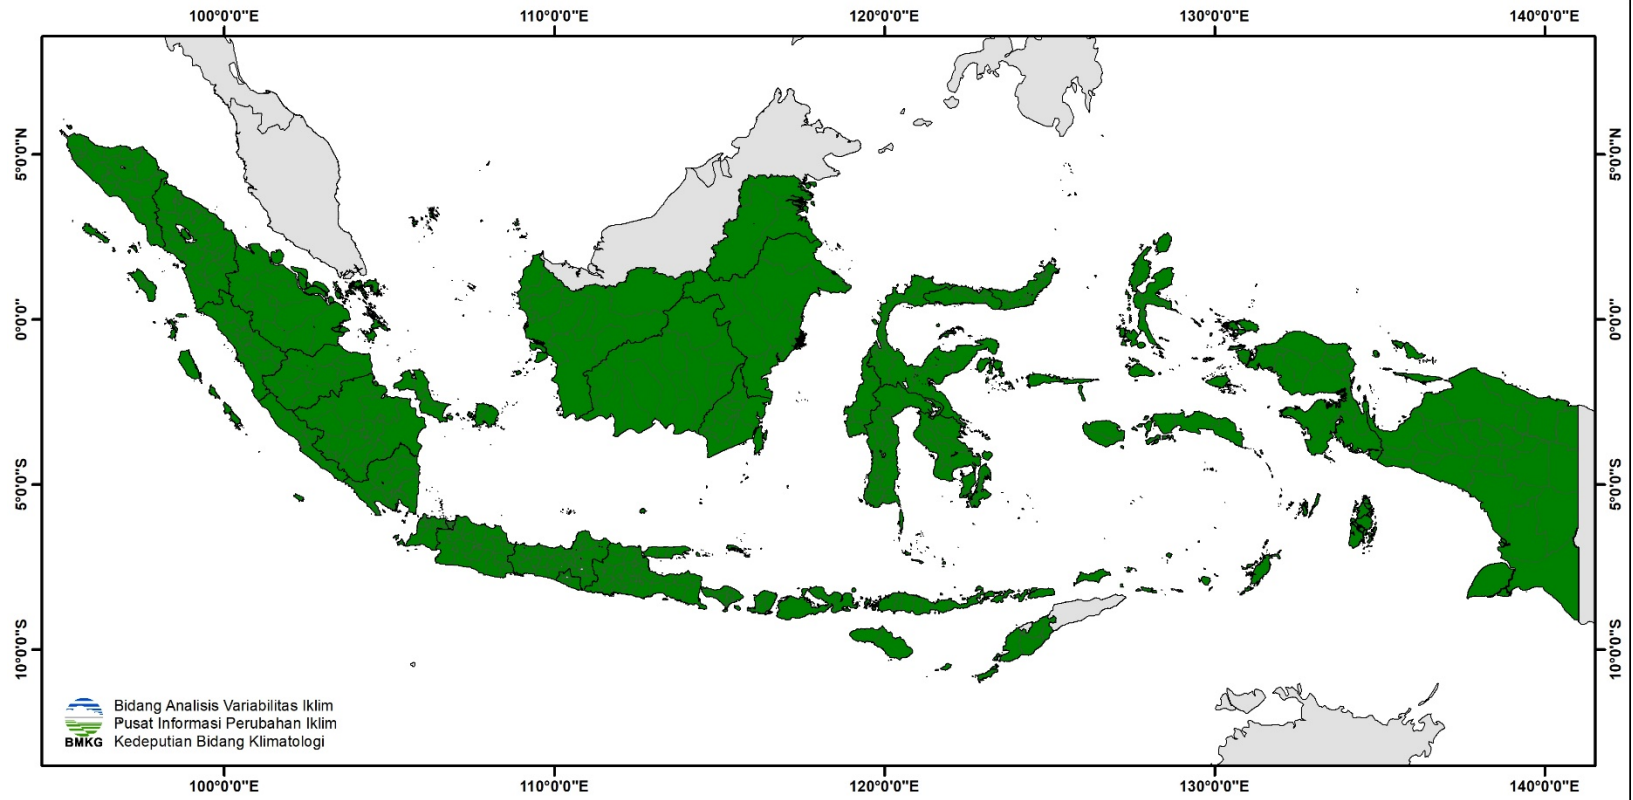 100°0'0"E 110°0'0"E 120°0'0"E 130°0'0"E 140°0'0"E
5°0'0"N 5°0'0"N
0°0'0" 0°0'0"
5°0'0"S 5°0'0"S
10°0'0"S 10°0'0"S
Bidang Analisis Variabilitas Iklim
Pusat Informasi Perubahan Iklim
BMKG Kedeputian Bidang Klimatologi
100°0'0"E 110°0'0"E 120°0'0"E 130°0'0"E 140°0'0"E